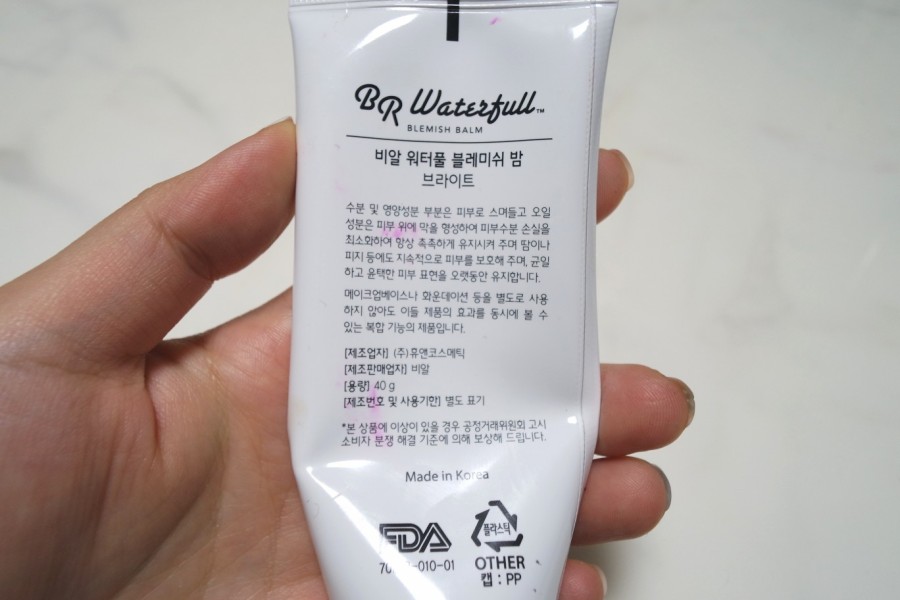 BR Waterfull™
BLEMISH BALM
비알 워터풀 블레미쉬 밤
브라이트
수분 및 영양성분 부분은 피부로 스며들고 오일
성분은 피부 위에 막을 형성하여 피부수분 손실을
최소화하여 항상 촉촉하게 유지시켜 주며 땀이나
피지 등에도 지속적으로 피부를 보호해 주며, 균일
하고 윤택한 피부 표현을 오랫동안 유지합니다.
메이크업베이스나 화운데이션 등을 별도로 사용
하지 않아도 이들 제품의 효과를 동시에 볼 수
있는 복합 기능의 제품입니다.
[제조업자] (주)휴앤코스메틱
[제조판매업자] 비알
[용량] 40 g
[제조번호 및 사용기한] 별도 표기
*본 상품에 이상이 있을 경우 공정거래위원회 고시
소비자 분쟁 해결 기준에 의해 보상해 드립니다.
Made in Korea
FDA
플라스틱
-010-01
OTHER
캡 : PP